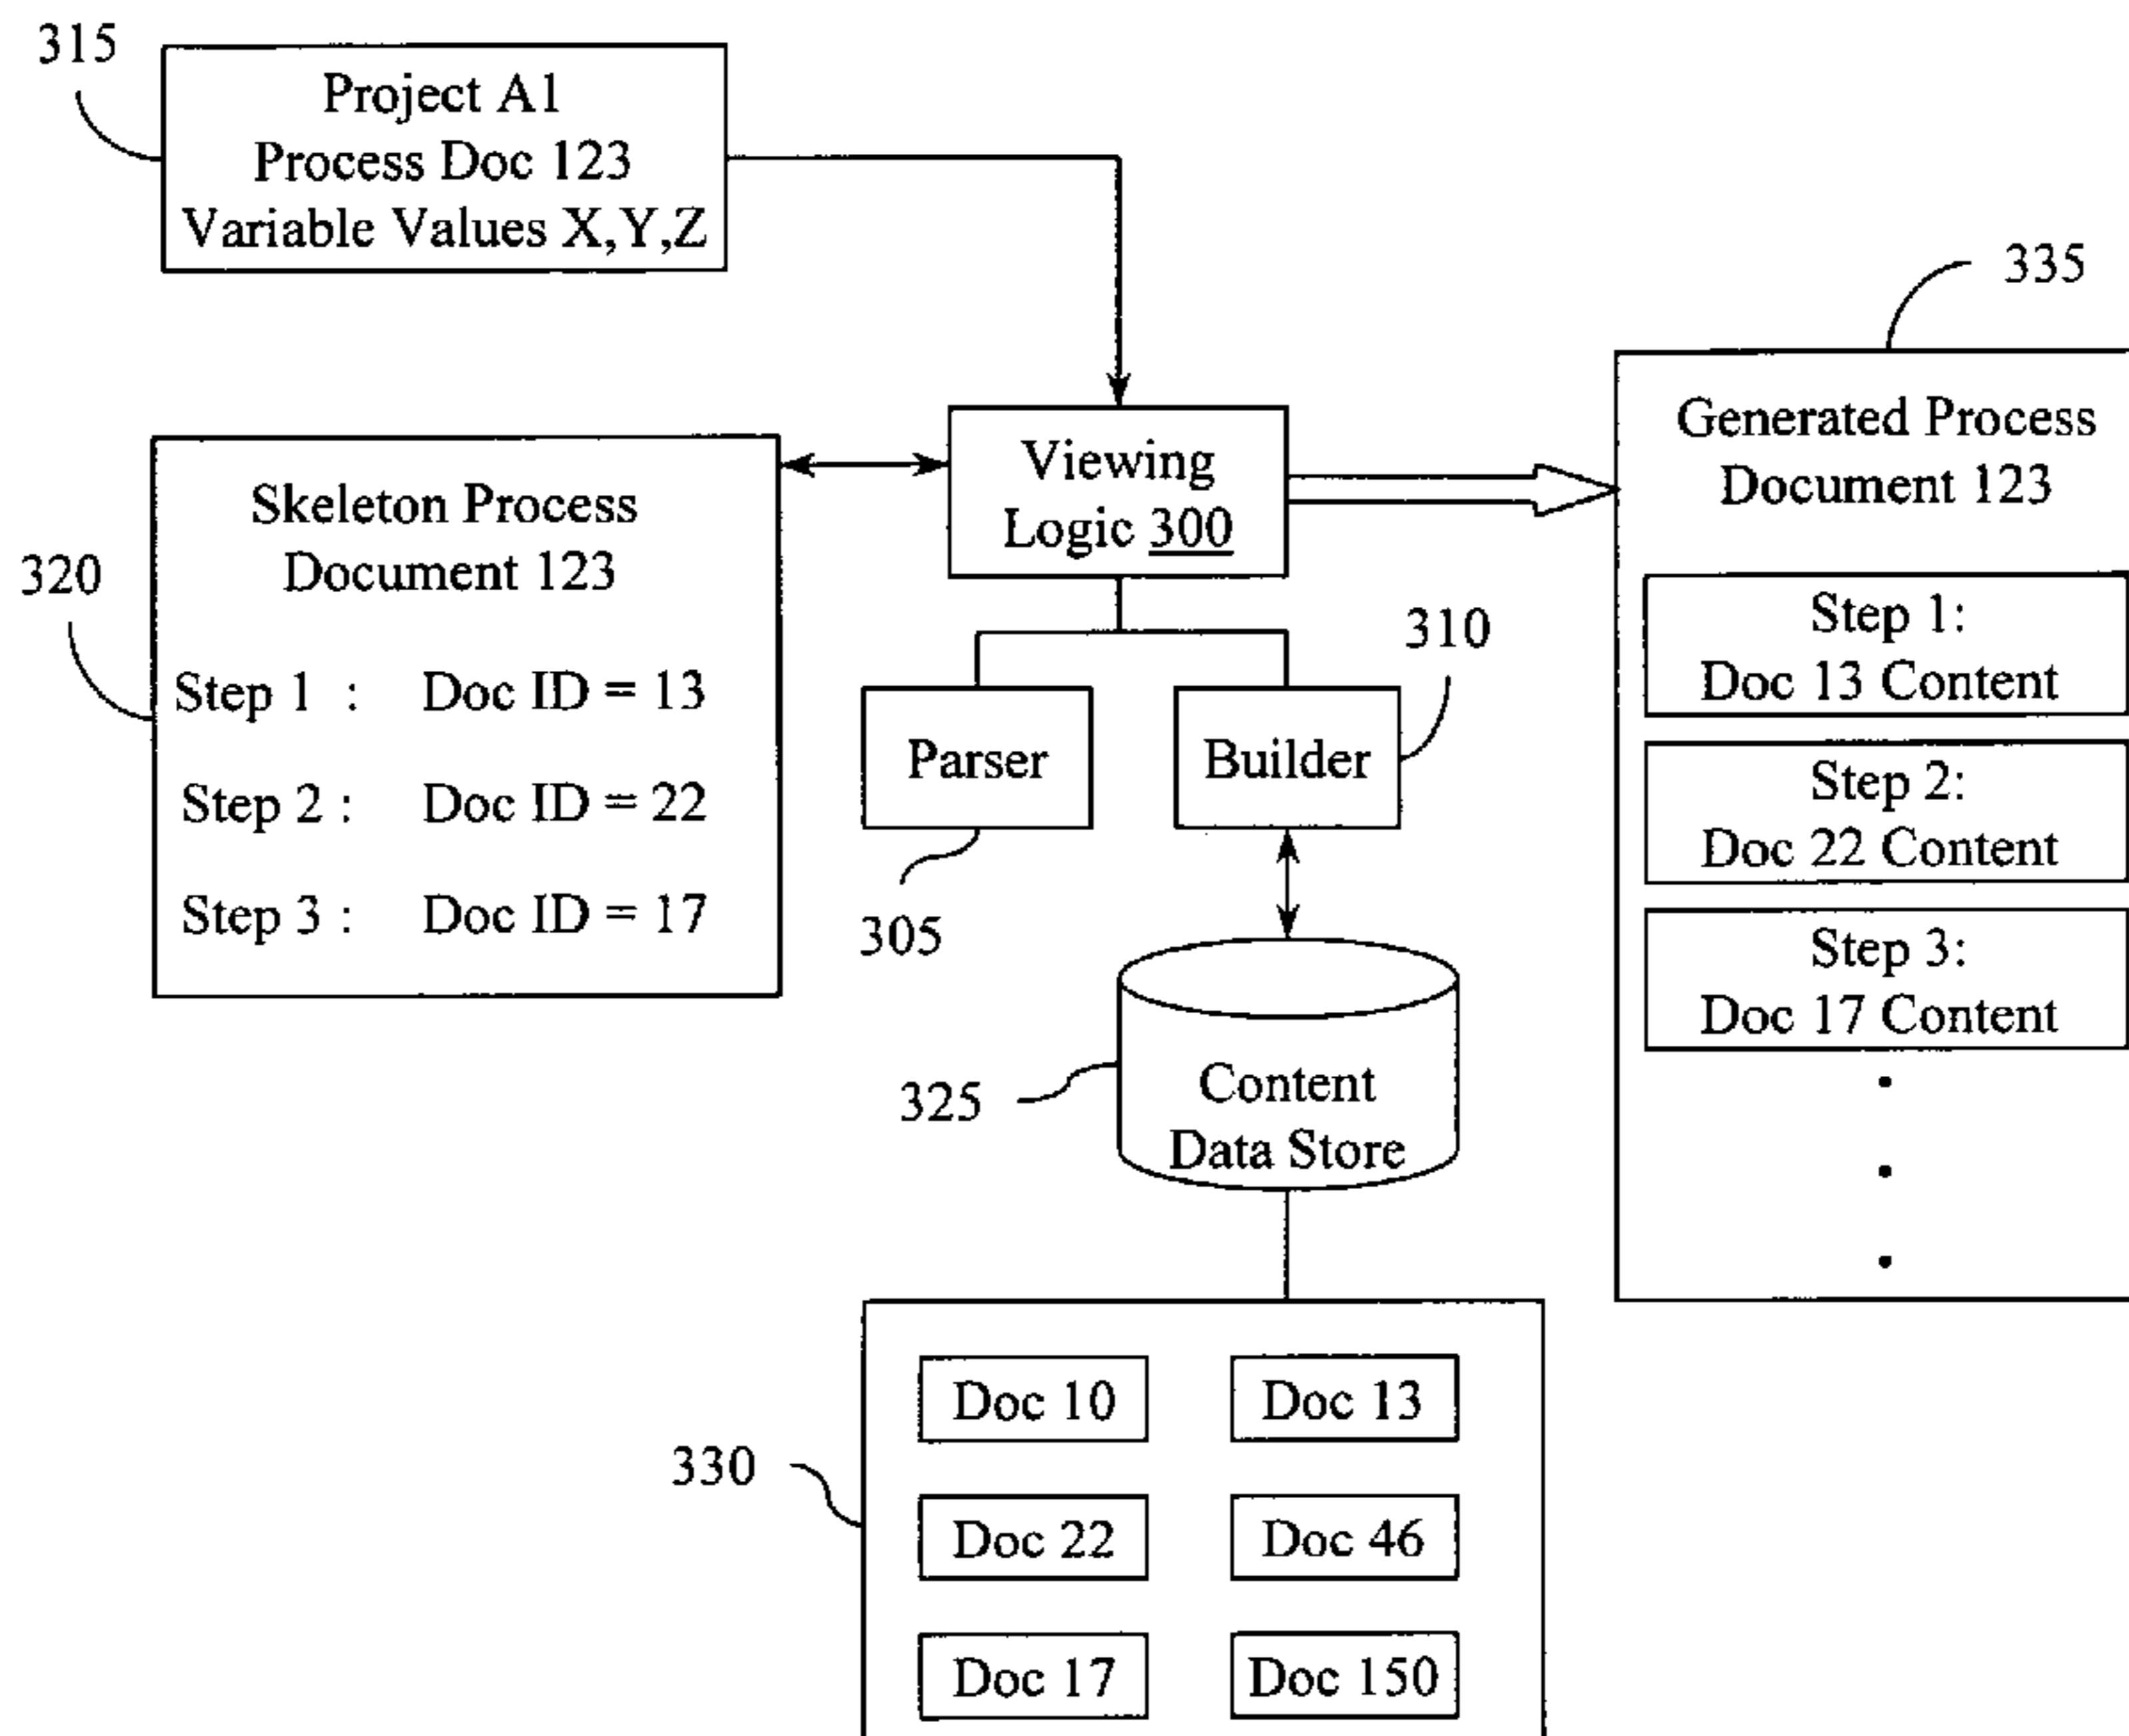 315
Project A1
Process Doc 123
Variable Values X,Y,Z
335
Generated Process
Document 123
Step 1:
Doc 13 Content
Step 2:
Doc 22 Content
Step 3:
Doc 17 Content
Viewing
Logic 300
320
Skeleton Process
Document 123
Step 1 : Doc ID = 13
Step 2 : Doc ID = 22
Step 3 : Doc ID = 17
310
Parser
Builder
305
325
Content
Data Store
330
Doc 10 Doc 13
Doc 22 Doc 46
Doc 17 Doc 150